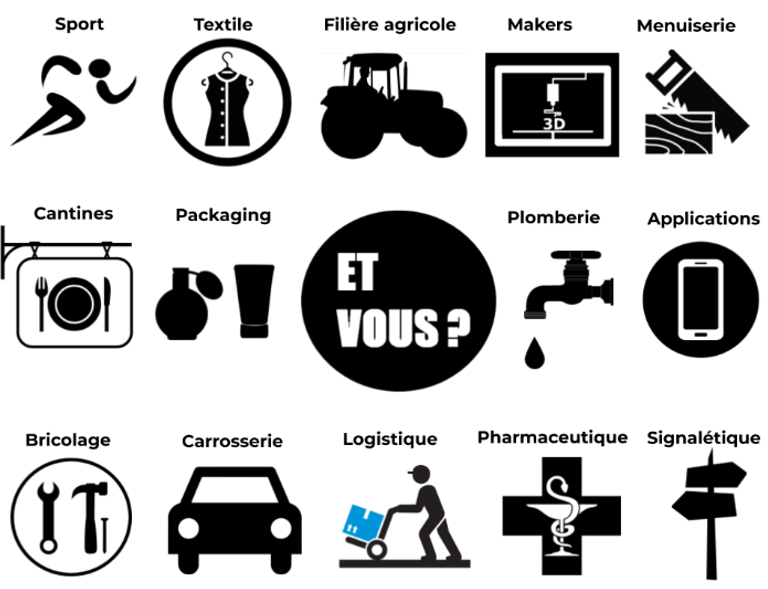 Sport
Textile
Filière agricole
Makers
Menuiserie
3D
Cantines
Packaging
ET
VOUS ?
Plomberie
Applications
Bricolage
Carrosserie
Logistique
Pharmaceutique
Signalétique